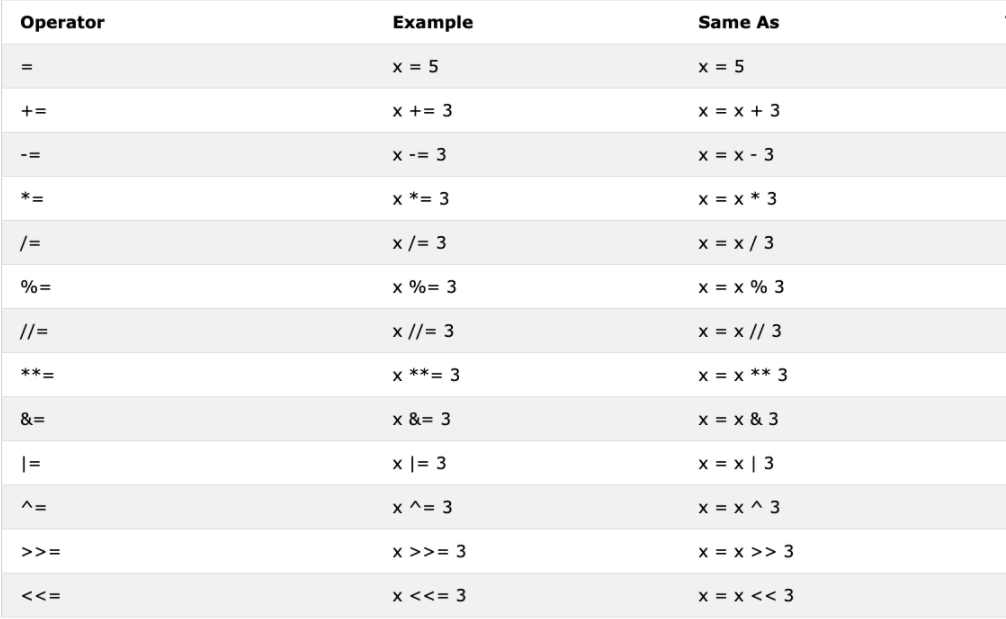 Operator Example Same As
= x = 5 x = 5
+= x += 3 x = x + 3
-= x -= 3 x = x - 3
*= x *= 3 x = x * 3
/= x /= 3 x = x / 3
%= x %= 3 x = x % 3
//= x //= 3 x = x // 3
**= x **= 3 x = x ** 3
&= x &= 3 x = x & 3
|= x |= 3 x = x | 3
^= x ^= 3 x = x ^ 3
>>= x >>= 3 x = x >> 3
<<= x <<= 3 x = x << 3